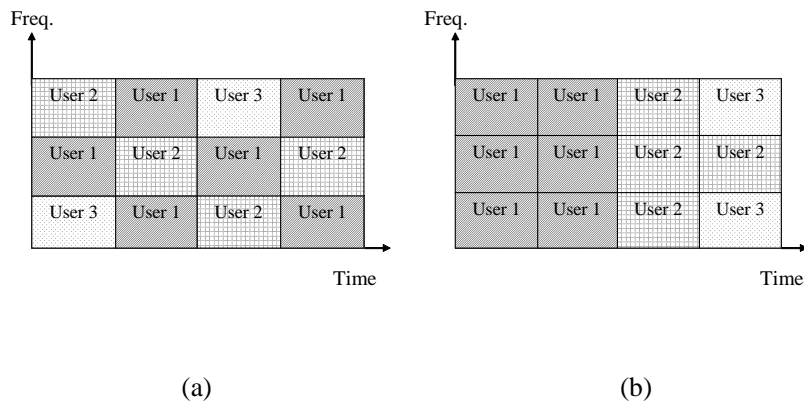 Freq.
User 2 User 1 User 3 User 1
User 1 User 2 User 1 User 2
User 3 User 1 User 2 User 1
Time
(a)
Freq.
User 1 User 1 User 2 User 3
User 1 User 1 User 2 User 2
User 1 User 1 User 2 User 3
Time
(b)